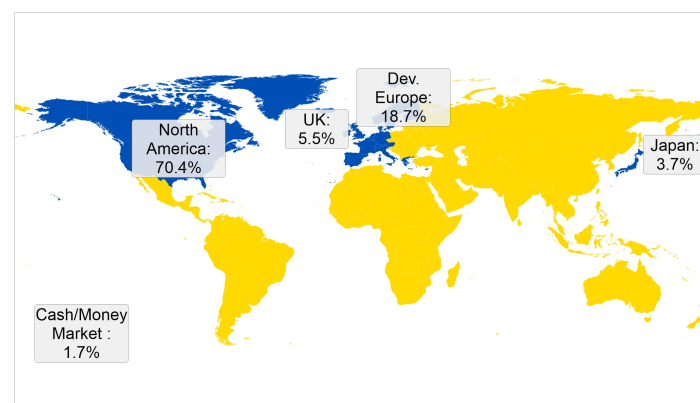 Dev.
Europe:
18.7%
UK:
5.5%
North
America:
70.4%
Japan:
3.7%
Cash/Money
Market :
1.7%